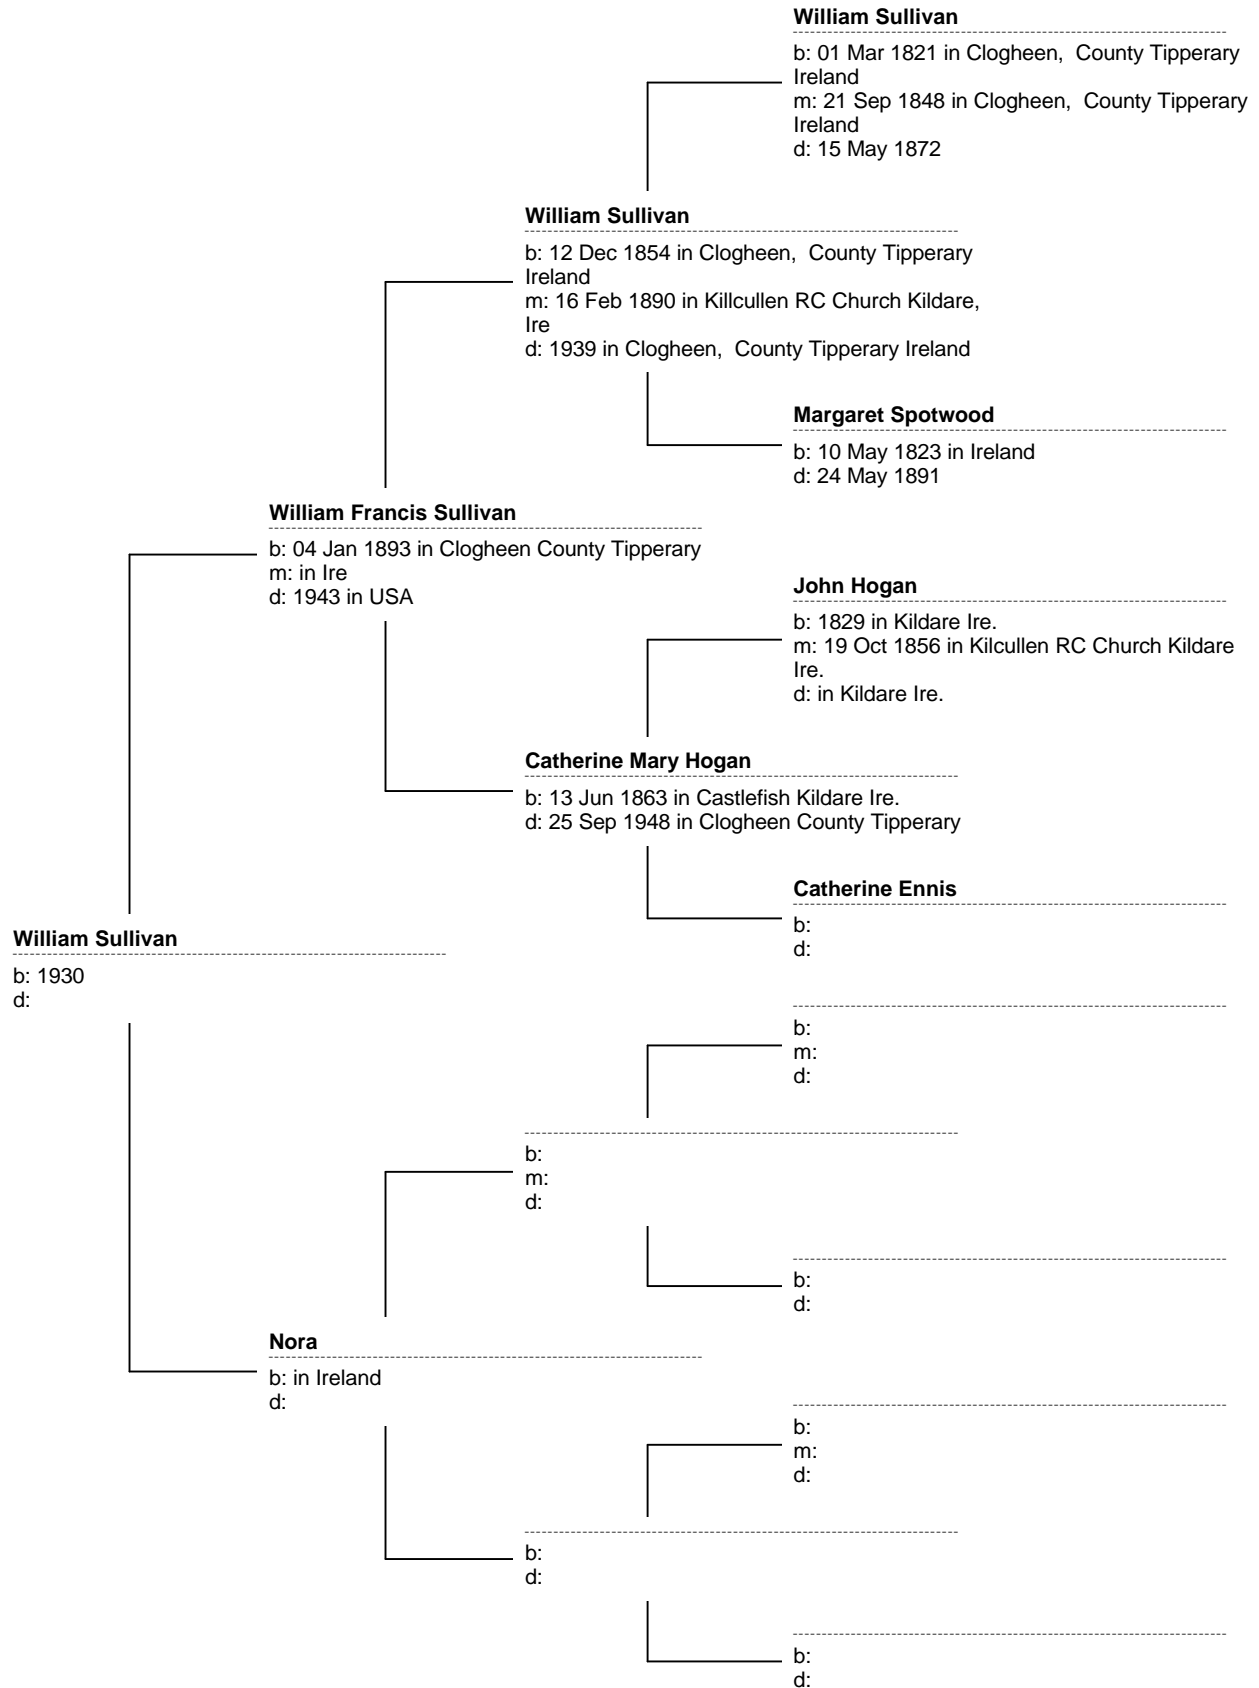 William Sullivan
b: 01 Mar 1821 in Clogheen,  County Tipperary
Ireland
m: 21 Sep 1848 in Clogheen,  County Tipperary
Ireland
d: 15 May 1872
William Sullivan
b: 12 Dec 1854 in Clogheen,  County Tipperary
Ireland
m: 16 Feb 1890 in Killcullen RC Church Kildare,
Ire
d: 1939 in Clogheen,  County Tipperary Ireland
Margaret Spotwood
b: 10 May 1823 in Ireland
d: 24 May 1891
William Francis Sullivan
b: 04 Jan 1893 in Clogheen County Tipperary
m: in Ire
d: 1943 in USA
John Hogan
b: 1829 in Kildare Ire.
m: 19 Oct 1856 in Kilcullen RC Church Kildare
Ire.
d: in Kildare Ire.
Catherine Mary Hogan
b: 13 Jun 1863 in Castlefish Kildare Ire.
d: 25 Sep 1948 in Clogheen County Tipperary
Catherine Ennis
b:
d:
William Sullivan
b: 1930
d:
b:
m:
d:
b:
m:
d:
b:
d:
Nora
b: in Ireland
d:
b:
m:
d:
b:
d:
b:
d: